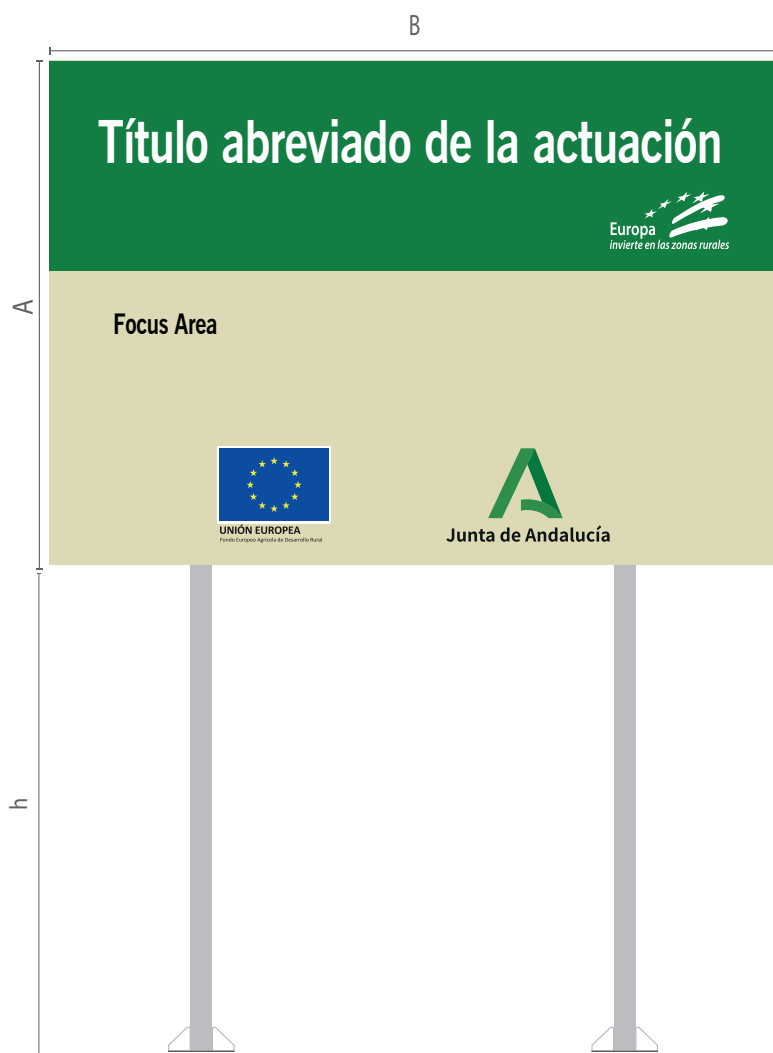 B
Título abreviado de la actuación
Europa
invierte en las zonas rurales
A
Focus Area
UNIÓN EUROPEA
Fondo Europeo Agrícola de Desarrollo Rural
Junta de Andalucía
h